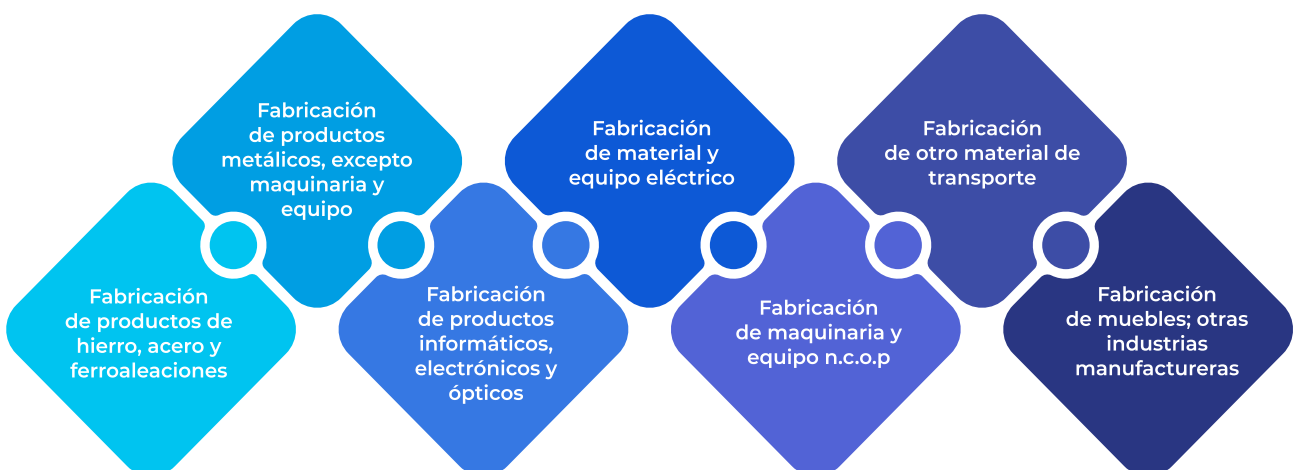 Fabricación
de productos de
hierro, acero y
ferroaleaciones
Fabricación
de productos
metálicos, excepto
maquinaria y
equipo
Fabricación
de productos
informáticos,
electrónicos y
ópticos
Fabricación
de material y
equipo eléctrico
Fabricación
de maquinaria y
equipo n.c.o.p
Fabricación
de otro material de
transporte
Fabricación
de muebles; otras
industrias
manufactureras